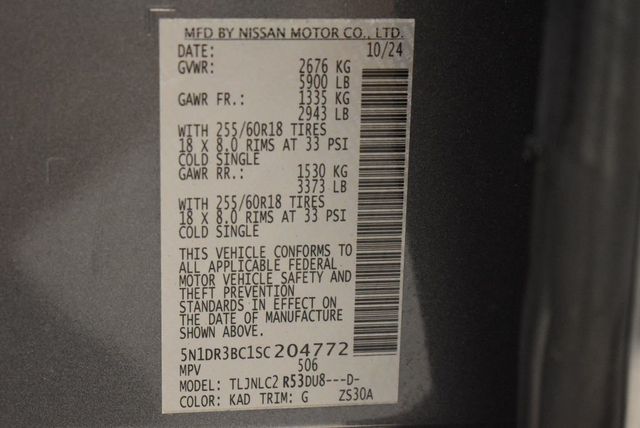 MFD BY NISSAN MOTOR CO., LTD.
DATE: 10/24
GVWR: 2676 KG
5900 LB
GAWR FR.: 1335 KG
2943 LB
WITH 255/60R18 TIRES
18 X 8.0 RIMS AT 33 PSI
COLD SINGLE
GAWR RR.: 1530 KG
3373 LB
WITH 255/60R18 TIRES
18 X 8.0 RIMS AT 33 PSI
COLD SINGLE
THIS VEHICLE CONFORMS TO
ALL APPLICABLE FEDERAL
MOTOR VEHICLE SAFETY AND
THEFT PREVENTION
STANDARDS IN EFFECT ON
THE DATE OF MANUFACTURE
SHOWN ABOVE.
5N1DR3BC1SC204772
MPV 506
MODEL: TLJNLC2 R53DU8---D-
COLOR: KAD TRIM: G ZS30A